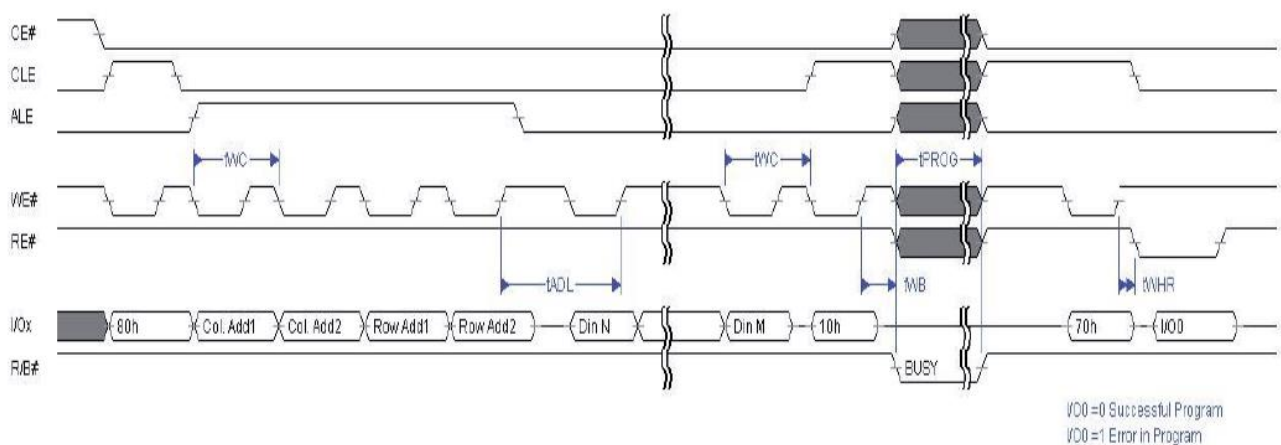 CE#
CLE
ALE
tWC
tWC
tPROG
WE#
RE#
tADL
tWB
tWHR
I/Ox
80h
Col. Add1
Col. Add2
Row Add1
Row Add2
Din N
Din M
10h
70h
I/O0
R/B#
BUSY
I/O0 =0 Successful Program
I/O0 =1 Error in Program